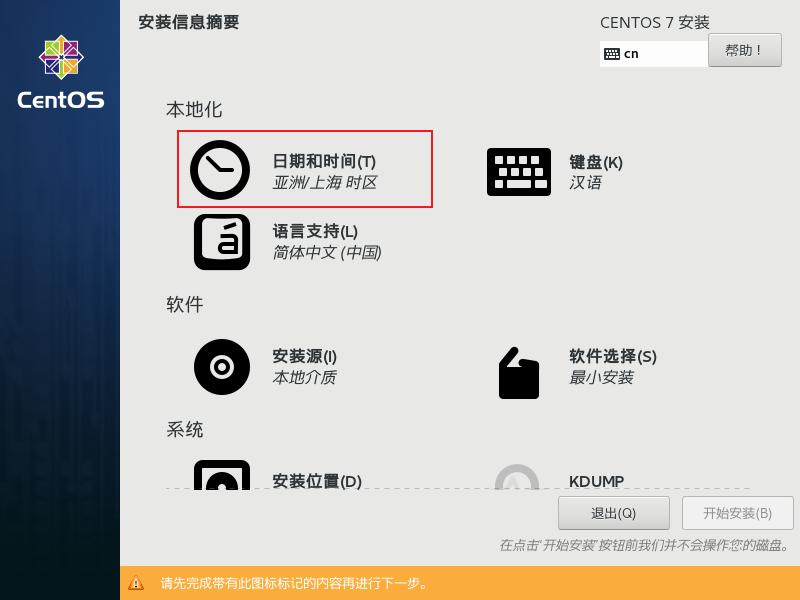 安装信息摘要
CENTOS 7 安装
cn
帮助！
CentOS
本地化
日期和时间(T)
亚洲/上海 时区
键盘(K)
汉语
语言支持(L)
简体中文 (中国)
软件
安装源(I)
本地介质
软件选择(S)
最小安装
系统
安装位置(D)
KDUMP
退出(Q)
开始安装(B)
在点击"开始安装"按钮前我们并不会操作您的磁盘。
请先完成带有此图标标记的内容再进行下一步。